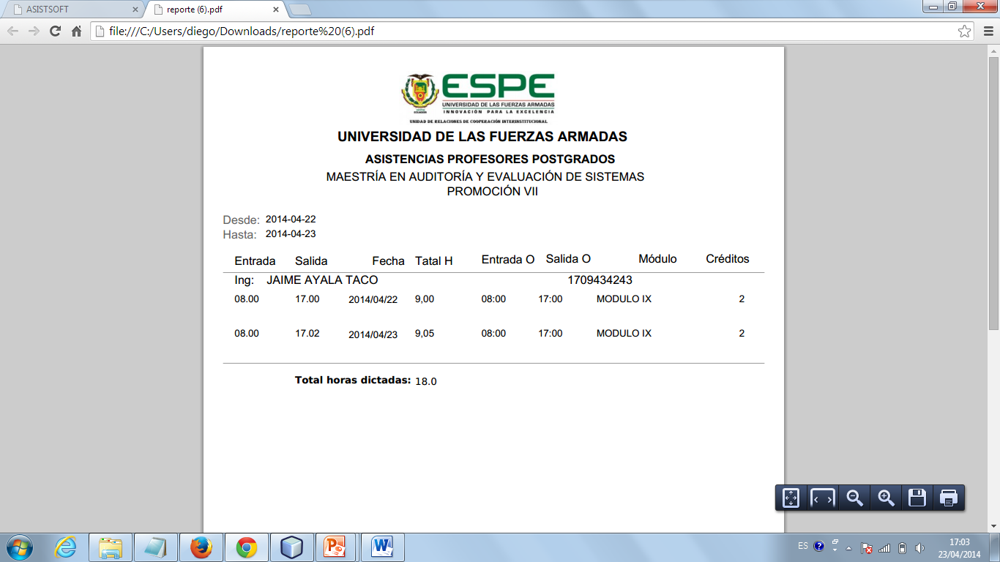 ASISTSOFT
reporte (6).pdf
file:///C:/Users/diego/Downloads/reporte%20(6).pdf
ESPE
UNIVERSIDAD DE LAS FUERZAS ARMADAS
INNOVACIÓN PARA LA EXCELENCIA
UNIDAD DE RELACIONES DE COOPERACIÓN INTERINSTITUCIONAL
UNIVERSIDAD DE LAS FUERZAS ARMADAS
ASISTENCIAS PROFESORES POSTGRADOS
MAESTRÍA EN AUDITORÍA Y EVALUACIÓN DE SISTEMAS
PROMOCIÓN VII
Desde: 2014-04-22
Hasta: 2014-04-23
Entrada Salida Fecha Tatal H Entrada O Salida O Módulo Créditos
Ing: JAIME AYALA TACO 1709434243
08.00 17.00 2014/04/22 9,00 08:00 17:00 MODULO IX 2
08.00 17.02 2014/04/23 9,05 08:00 17:00 MODULO IX 2
Total horas dictadas: 18.0
ES 17:03
23/04/2014